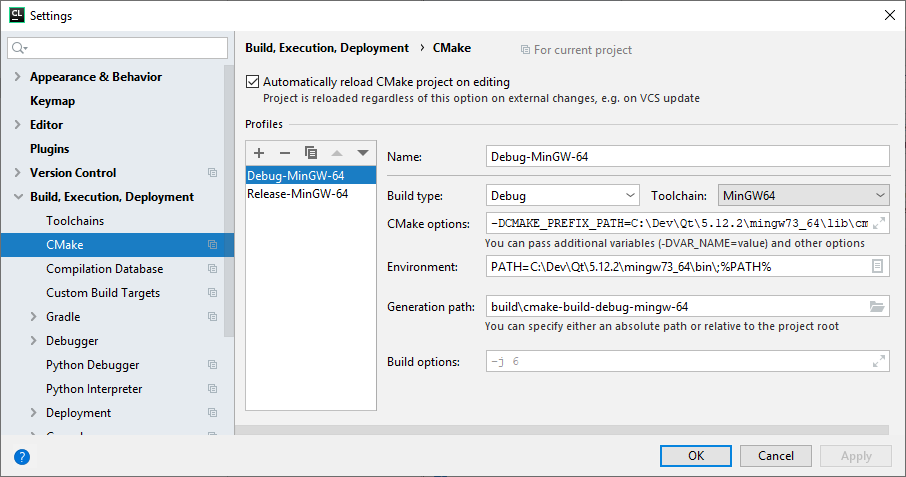 CL Settings
Build, Execution, Deployment › CMake For current project
Appearance & Behavior
Keymap
Editor
Plugins
Version Control
Build, Execution, Deployment
Toolchains
CMake
Compilation Database
Custom Build Targets
Gradle
Debugger
Python Debugger
Python Interpreter
Deployment
Automatically reload CMake project on editing
Project is reloaded regardless of this option on external changes, e.g. on VCS update
Profiles
Debug-MinGW-64
Release-MinGW-64
Name: Debug-MinGW-64
Build type: Debug Toolchain: MinGW64
CMake options: -DCMAKE_PREFIX_PATH=C:\Dev\Qt\5.12.2\mingw73_64\lib\cm
You can pass additional variables (-DVAR_NAME=value) and other options
Environment: PATH=C:\Dev\Qt\5.12.2\mingw73_64\bin\;%PATH%
Generation path: build\cmake-build-debug-mingw-64
You can specify either an absolute path or relative to the project root
Build options: -j 6
? OK Cancel Apply